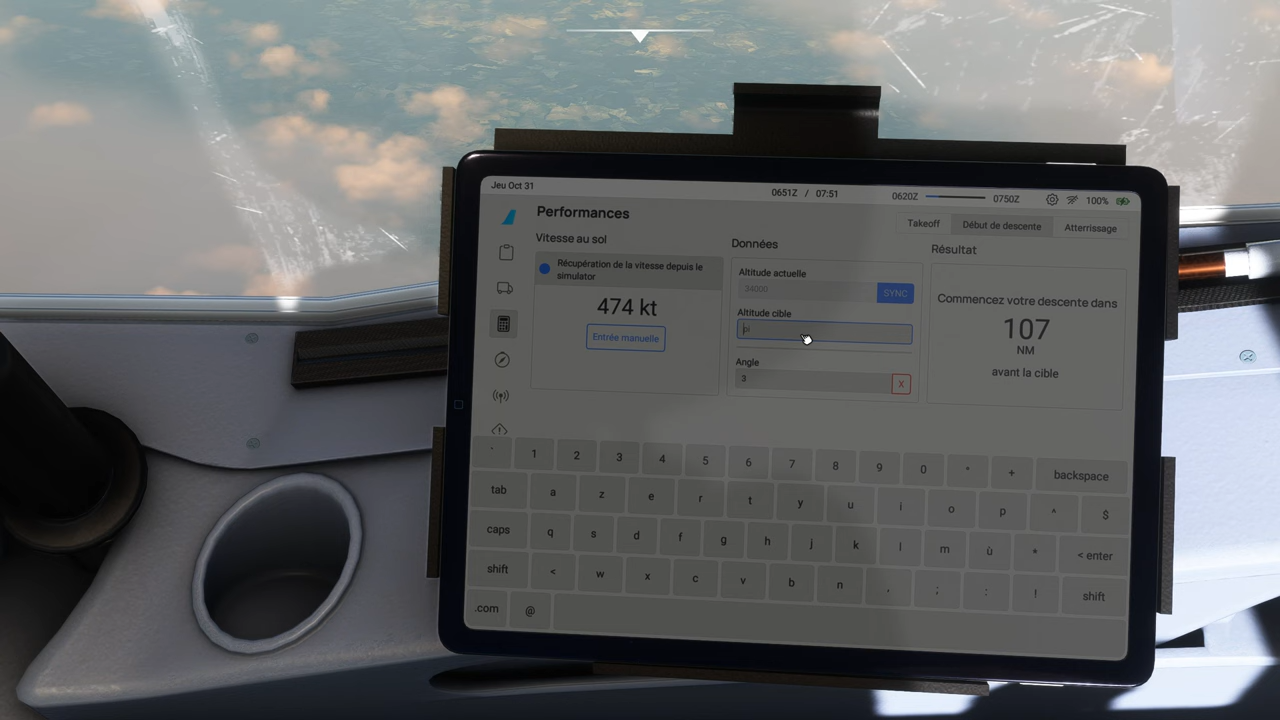 Jeu Oct 31
0651Z / 07:51
0620Z
0750Z
100%
Performances
Takeoff
Début de descente
Atterrissage
Vitesse au sol
Récupération de la vitesse depuis le
simulator
474 kt
Entrée manuelle
Données
Altitude actuelle
34000
SYNC
Altitude cible
pi
Angle
3
X
Résultat
Commencez votre descente dans
107
NM
avant la cible
1 2 3 4 5 6 7 8 9 0 ° + backspace
tab a z e r t y u i o p ^ $
caps q s d f g h j k l m ù * < enter
shift < w x c v b n , ; : ! shift
.com @